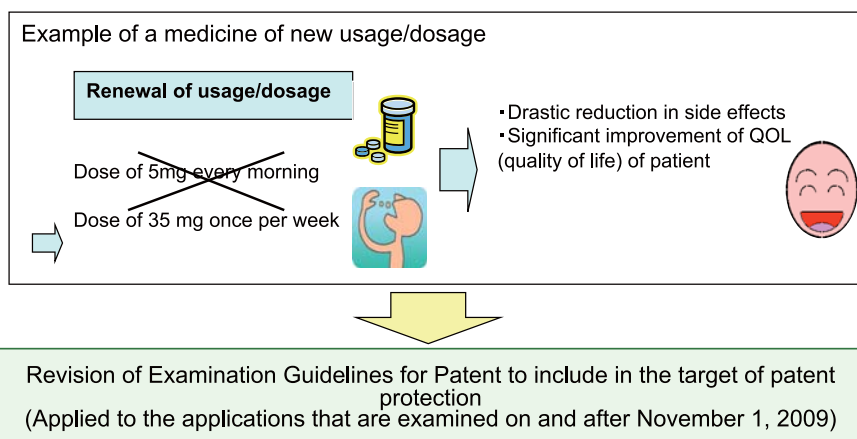 Example of a medicine of new usage/dosage
Renewal of usage/dosage
Dose of 5mg every morning
Dose of 35 mg once per week
・Drastic reduction in side effects
・Significant improvement of QOL
(quality of life) of patient
Revision of Examination Guidelines for Patent to include in the target of patent
protection
(Applied to the applications that are examined on and after November 1, 2009)